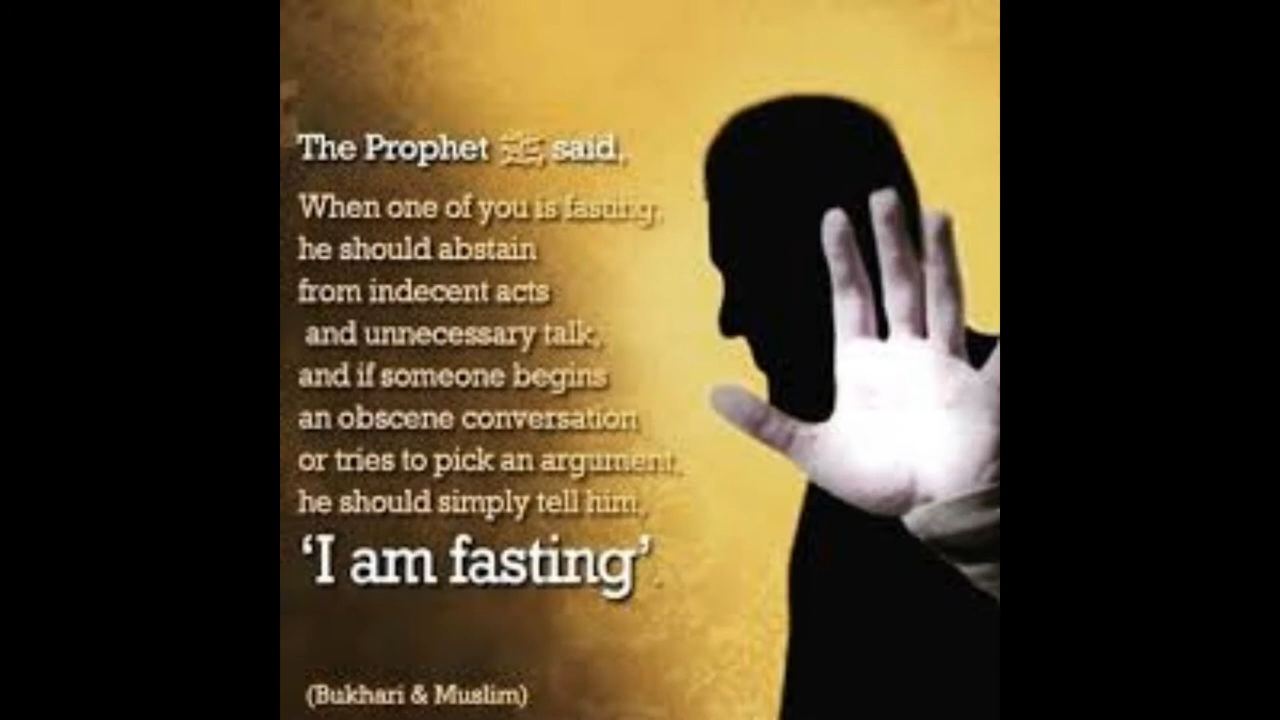 The Prophet ﷺ said,
When one of you is fasting,
he should abstain
from indecent acts
and unnecessary talk,
and if someone begins
an obscene conversation
or tries to pick an argument,
he should simply tell him,
‘I am fasting’.
(Bukhari & Muslim)